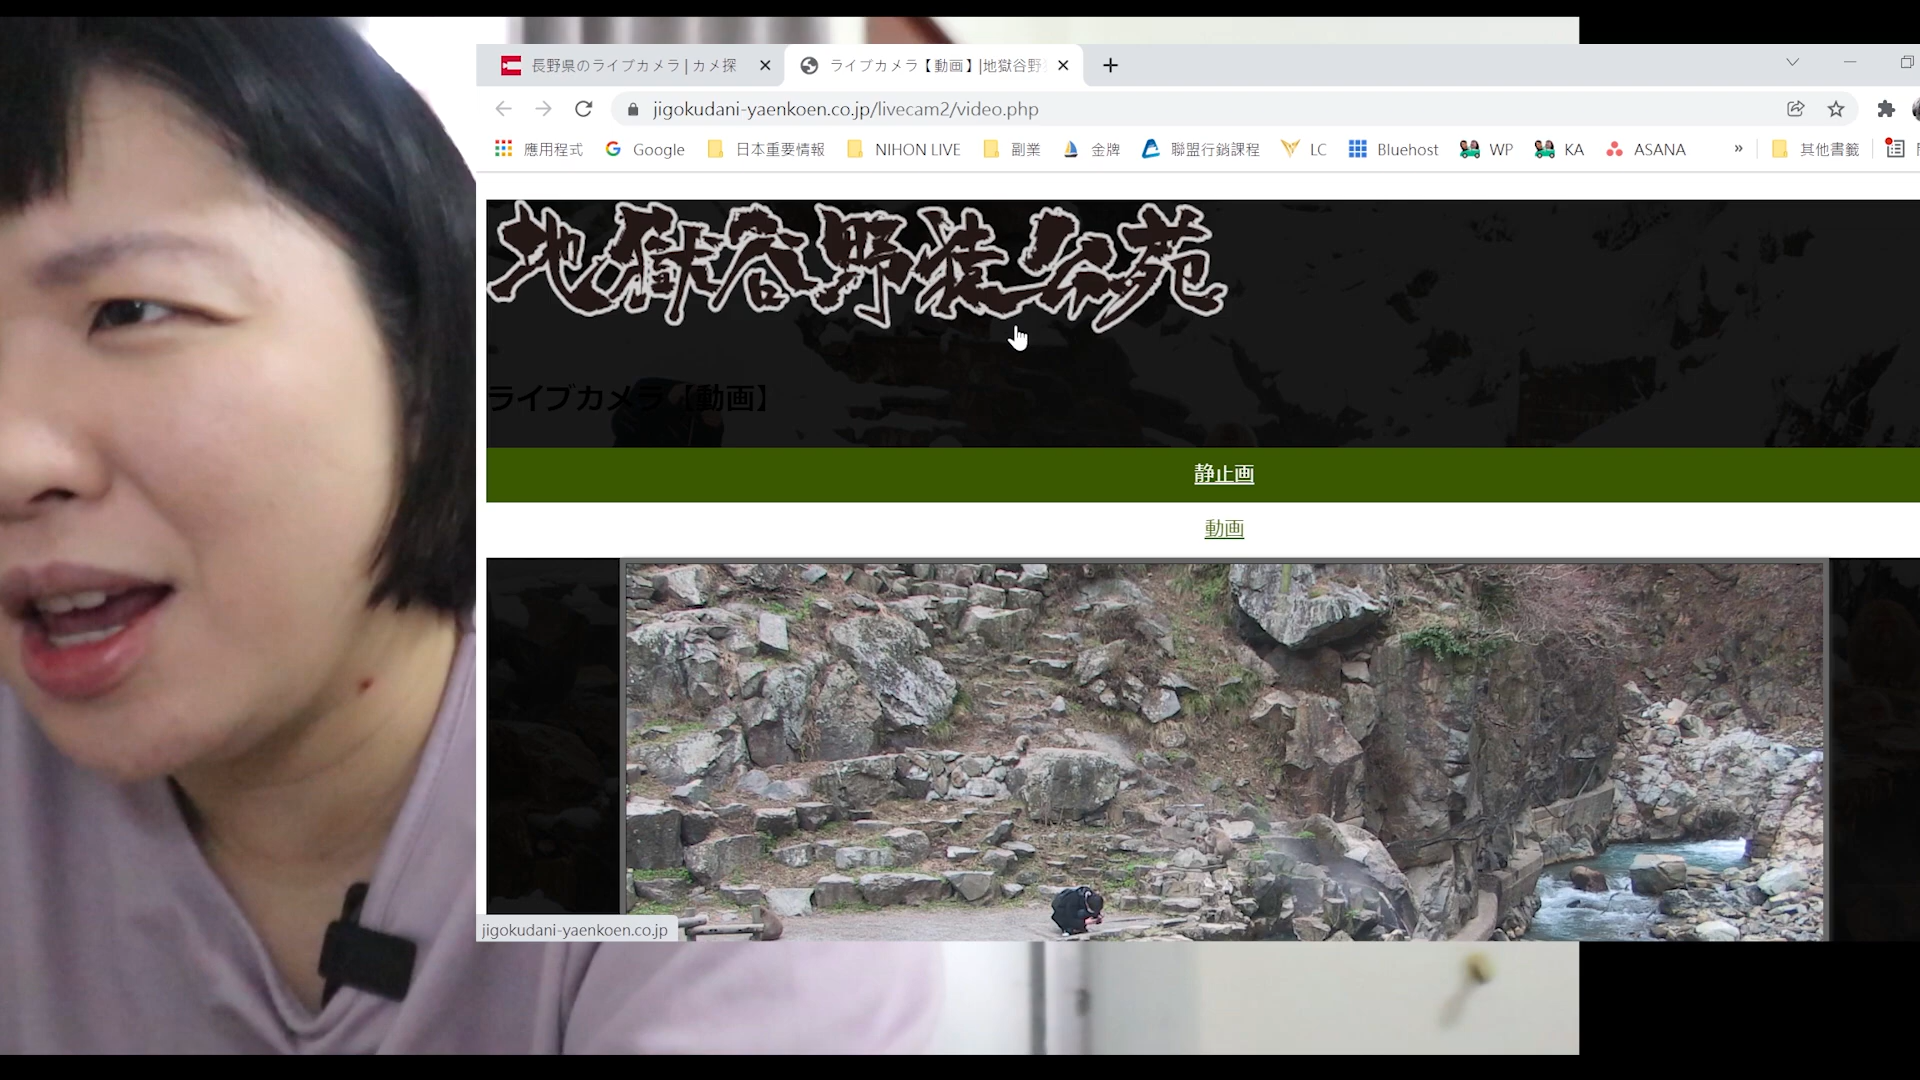 長野県のライブカメラ | カメ探
ライブカメラ【動画】|地獄谷野
jigokudani-yaenkoen.co.jp/livecam2/video.php
應用程式 Google 日本重要情報 NIHON LIVE 副業 金牌 聯盟行銷課程 LC Bluehost WP KA ASANA » 其他書籤
地獄谷野猿公苑
ライブカメラ【動画】
静止画
動画
jigokudani-yaenkoen.co.jp